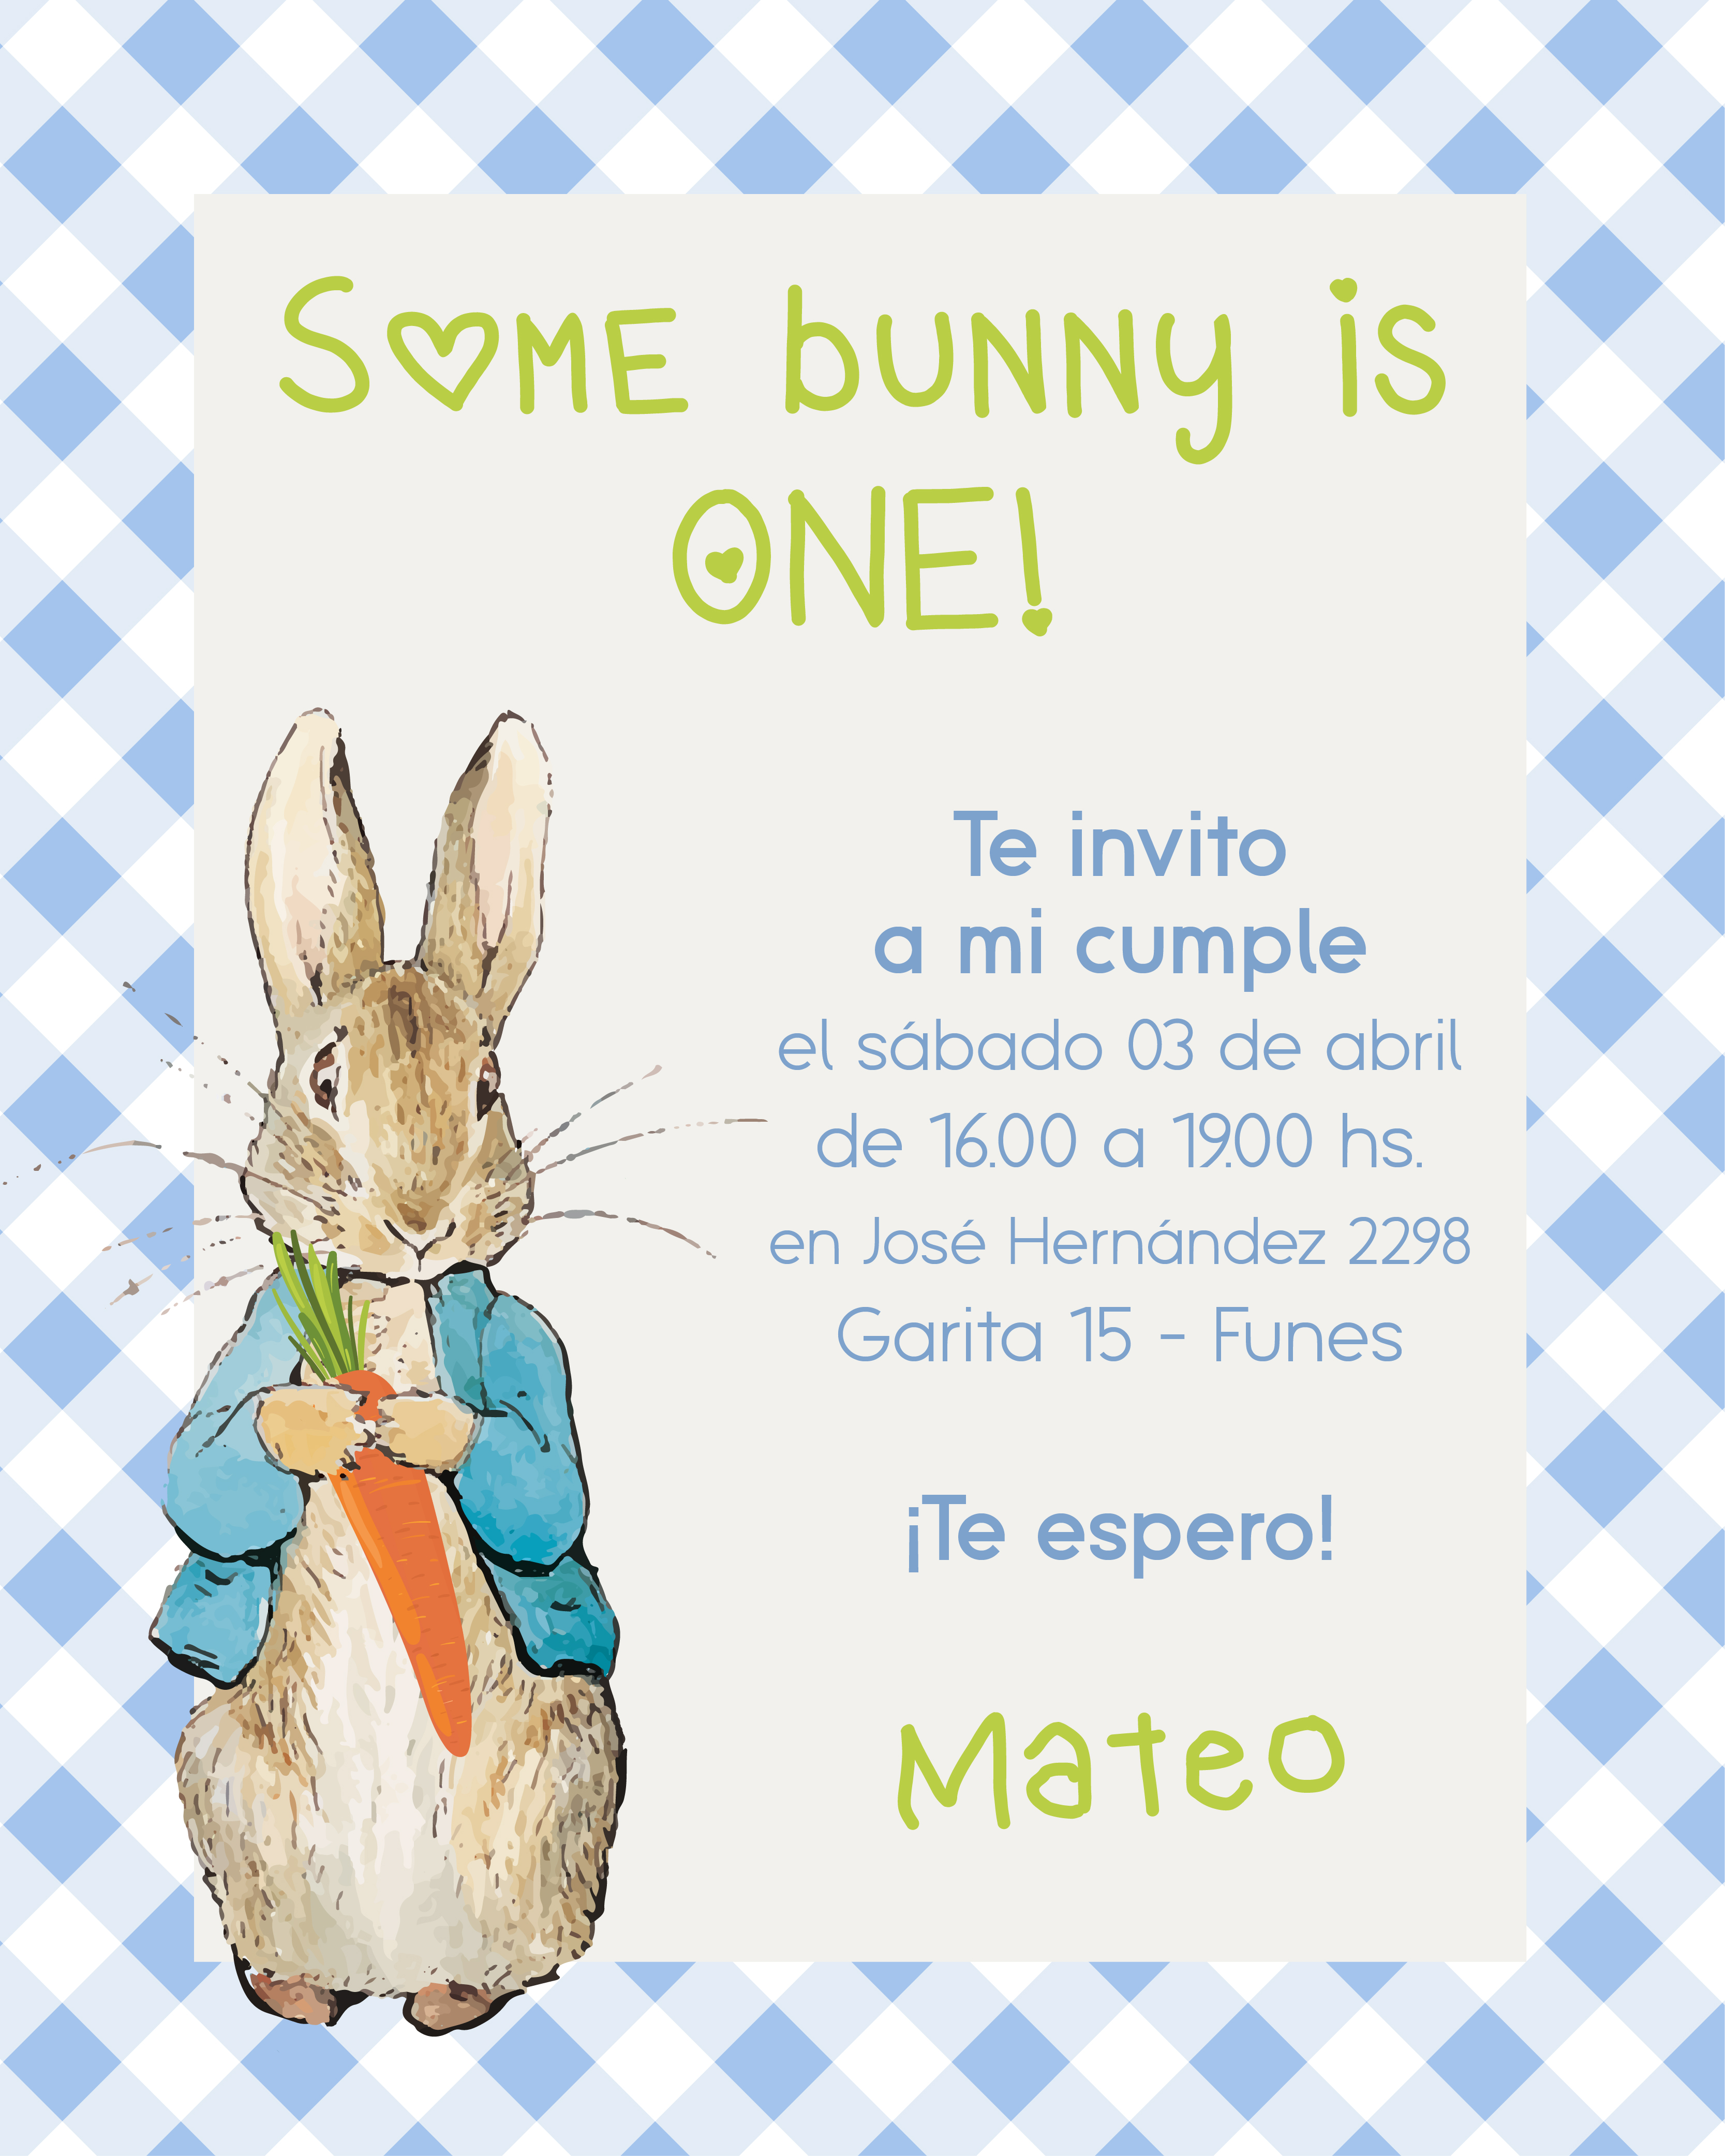 Some bunny is
ONE!
Te invito
a mi cumple
el sábado 03 de abril
de 16.00 a 19.00 hs.
en José Hernández 2298
Garita 15 - Funes
¡Te espero!
Mateo